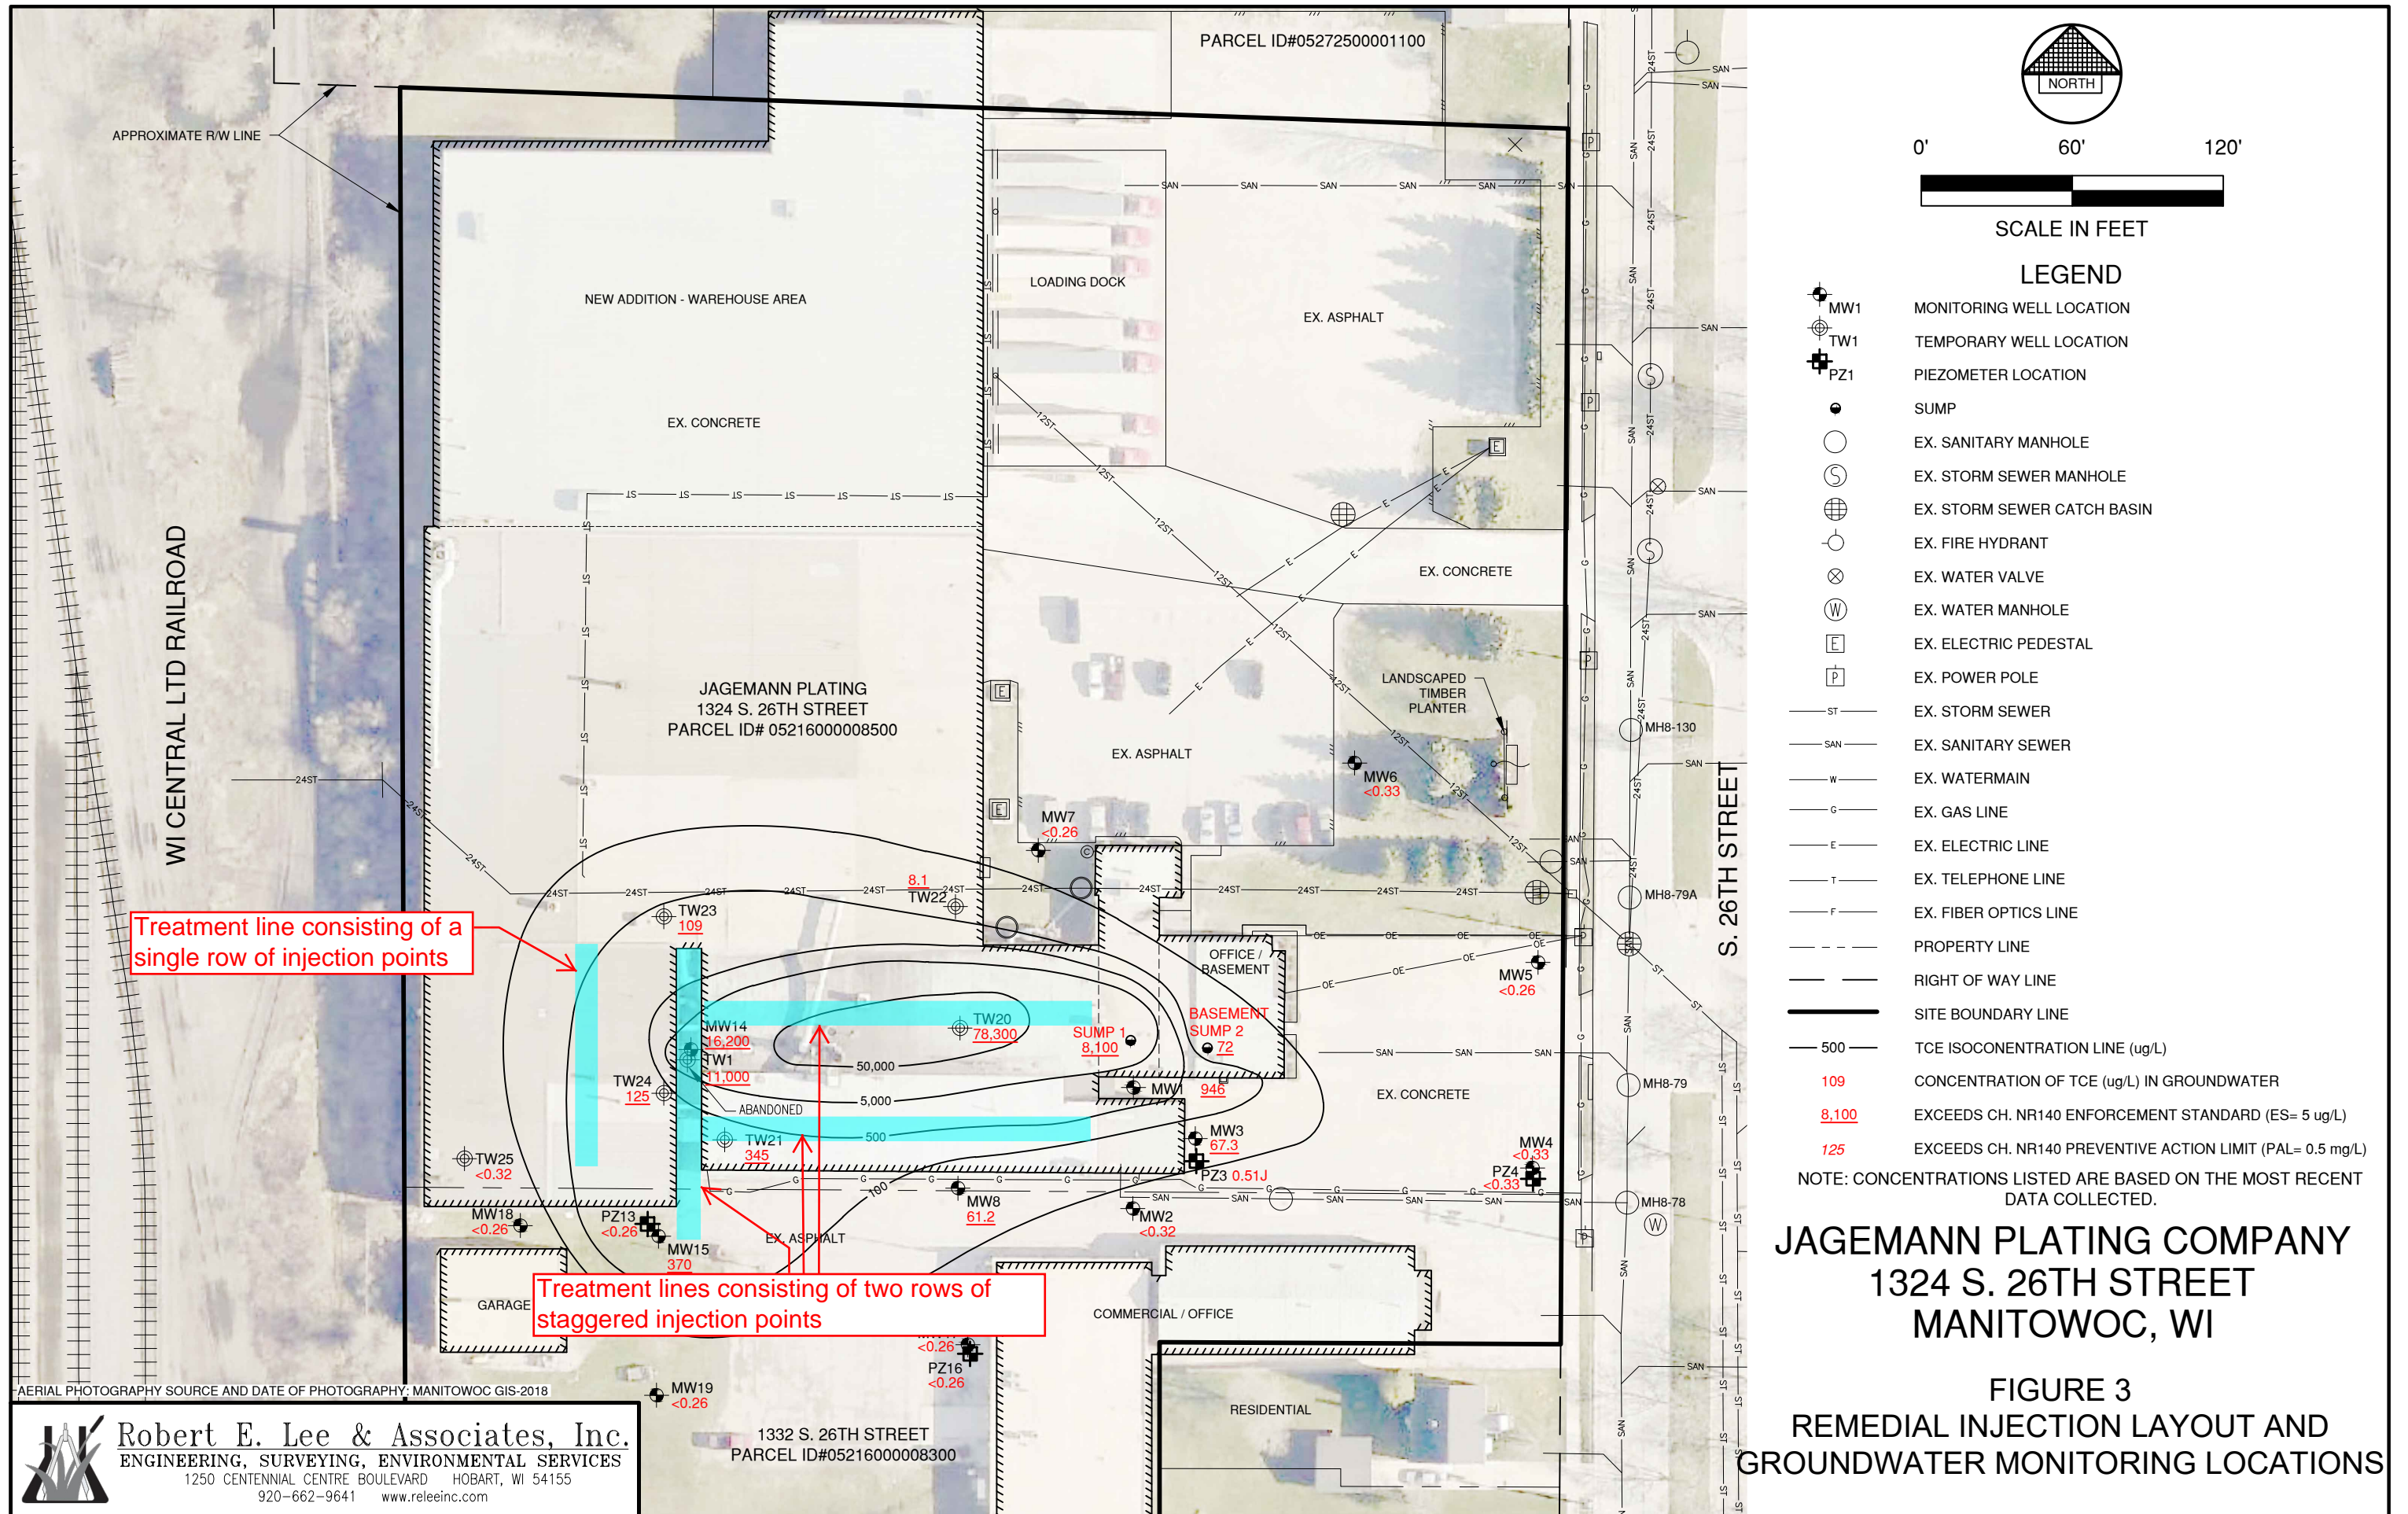 PARCEL ID#05272500001100
APPROXIMATE R/W LINE
NEW ADDITION - WAREHOUSE AREA
LOADING DOCK
EX. ASPHALT
EX. CONCRETE
EX. CONCRETE
WI CENTRAL LTD RAILROAD
JAGEMANN PLATING
1324 S. 26TH STREET
PARCEL ID# 05216000008500
EX. ASPHALT
LANDSCAPED
TIMBER
PLANTER
MW6
<0.33
MW7
<0.26
S. 26TH STREET
MH8-130
MH8-79A
MH8-79
MH8-78
8.1
TW22
TW23
109
Treatment line consisting of a
single row of injection points
OFFICE /
BASEMENT
MW5
<0.26
MW14
16,200
TW1
11,000
TW20
78,300
SUMP 1
8,100
BASEMENT
SUMP 2
72
50,000
5,000
500
100
TW24
125
ABANDONED
MW1
946
EX. CONCRETE
TW21
345
MW3
67.3
PZ3 0.51J
MW4
<0.33
PZ4
<0.33
TW25
<0.32
MW18
<0.26
PZ13
<0.26
MW15
370
MW8
61.2
MW2
<0.32
EX. ASPHALT
Treatment lines consisting of two rows of
staggered injection points
GARAGE
COMMERCIAL / OFFICE
<0.26
PZ16
<0.26
MW19
<0.26
RESIDENTIAL
1332 S. 26TH STREET
PARCEL ID#05216000008300
AERIAL PHOTOGRAPHY SOURCE AND DATE OF PHOTOGRAPHY: MANITOWOC GIS-2018
Robert E. Lee & Associates, Inc.
ENGINEERING, SURVEYING, ENVIRONMENTAL SERVICES
1250 CENTENNIAL CENTRE BOULEVARD HOBART, WI 54155
920-662-9641 www.releeinc.com
NORTH
0' 60' 120'
SCALE IN FEET
LEGEND
MW1 MONITORING WELL LOCATION
TW1 TEMPORARY WELL LOCATION
PZ1 PIEZOMETER LOCATION
SUMP
EX. SANITARY MANHOLE
S EX. STORM SEWER MANHOLE
EX. STORM SEWER CATCH BASIN
EX. FIRE HYDRANT
EX. WATER VALVE
W EX. WATER MANHOLE
E EX. ELECTRIC PEDESTAL
P EX. POWER POLE
ST EX. STORM SEWER
SAN EX. SANITARY SEWER
W EX. WATERMAIN
G EX. GAS LINE
E EX. ELECTRIC LINE
T EX. TELEPHONE LINE
F EX. FIBER OPTICS LINE
PROPERTY LINE
RIGHT OF WAY LINE
SITE BOUNDARY LINE
500 TCE ISOCONENTRATION LINE (ug/L)
109 CONCENTRATION OF TCE (ug/L) IN GROUNDWATER
8,100 EXCEEDS CH. NR140 ENFORCEMENT STANDARD (ES= 5 ug/L)
125 EXCEEDS CH. NR140 PREVENTIVE ACTION LIMIT (PAL= 0.5 mg/L)
NOTE: CONCENTRATIONS LISTED ARE BASED ON THE MOST RECENT
DATA COLLECTED.
JAGEMANN PLATING COMPANY
1324 S. 26TH STREET
MANITOWOC, WI
FIGURE 3
REMEDIAL INJECTION LAYOUT AND
GROUNDWATER MONITORING LOCATIONS